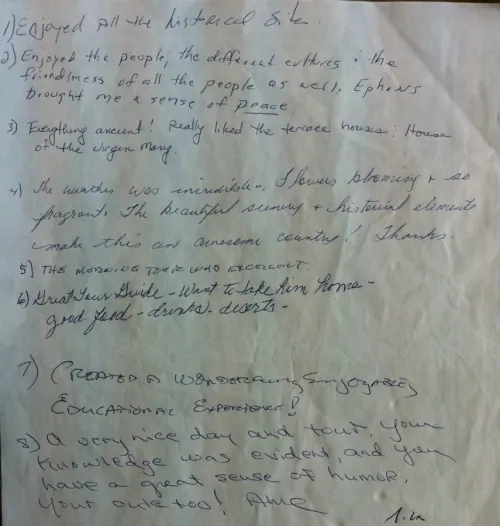 1) Enjoyed All the historical Sites.
2) Enjoyed the people, the different cultures & the
friendliness of all the people as well. Ephesus
brought me a sense of Peace
3) Everything ancient! Really liked the terrace houses & House
of the Virgin Mary.
4) The weather was incredible. Flowers blooming + so
fragrant. The beautiful scenery + historical elements
make this an awesome country! Thanks.
5) THE MORNING TOUR WAS EXCELLENT.
6) Great Tour Guide - Want to take him home -
good food - drinks - deserts -
7) CREATED A Wonderfully Enjoyable,
EDUCATIONAL EXPERIENCE!
8) A very nice day and tour, your
knowledge was evident, and you
have a great sense of humor.
Your cute too!